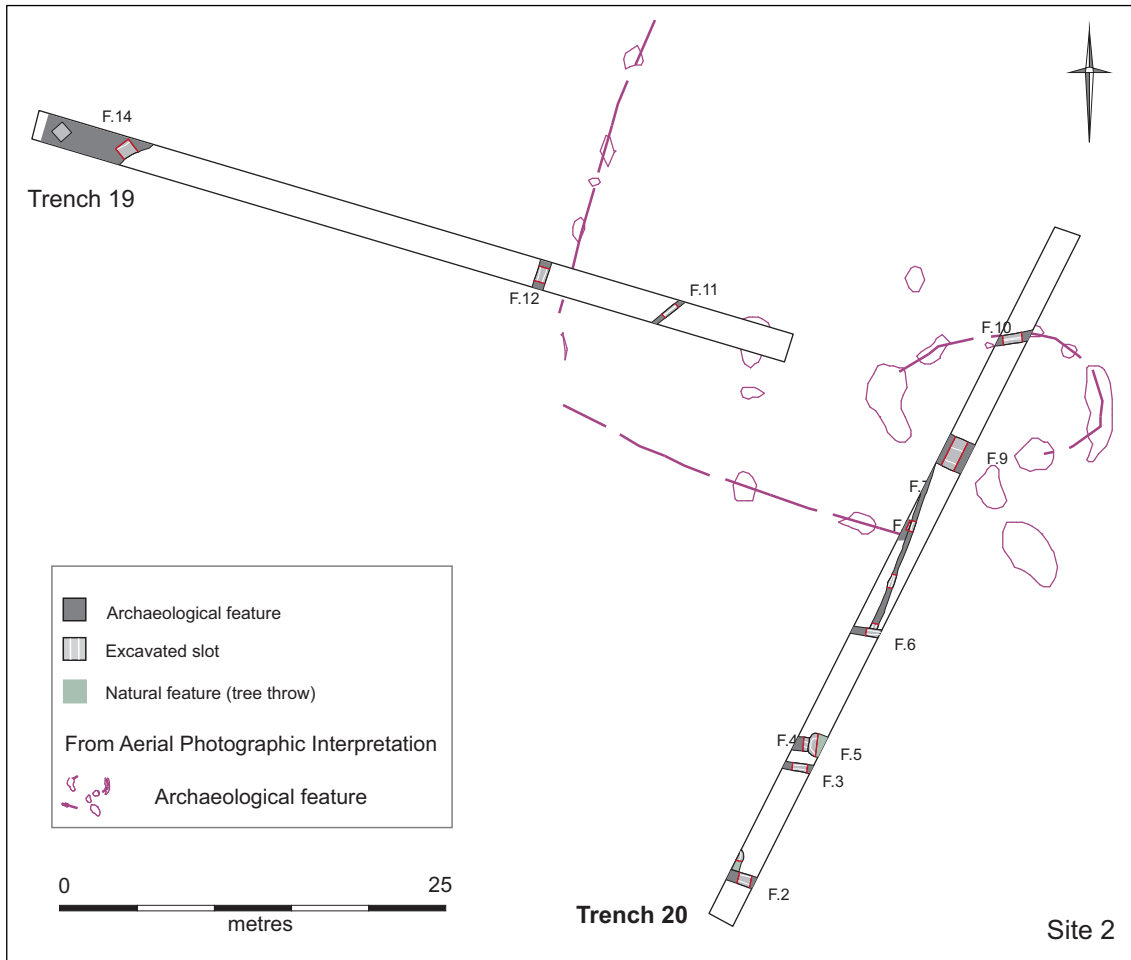 F.14
Trench 19
F.12
F.11
F.10
F.9
F.7
F.
F.6
F.4
F.5
F.3
F.2
Archaeological feature
Excavated slot
Natural feature (tree throw)
From Aerial Photographic Interpretation
Archaeological feature
0
25
metres
Trench 20
Site 2